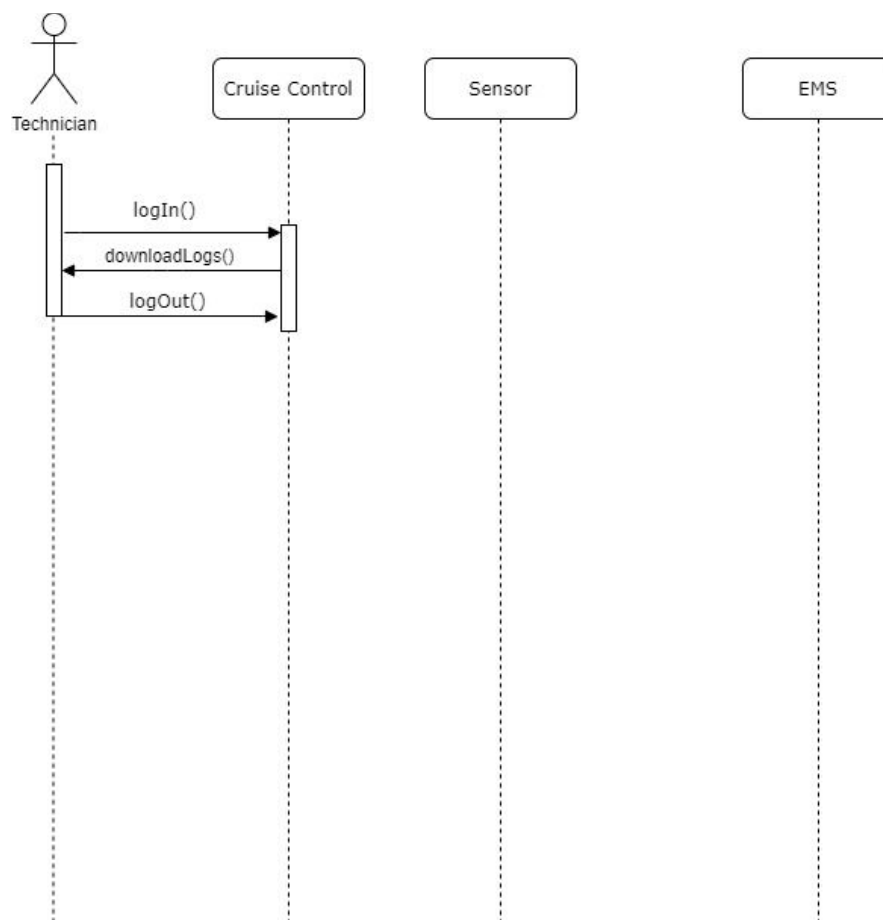 Technician
Cruise Control
Sensor
EMS
logIn()
downloadLogs()
logOut()